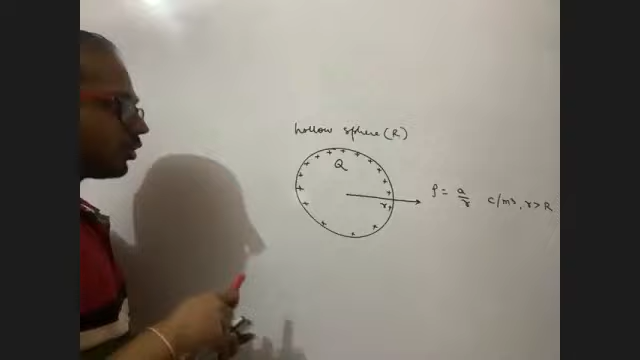 hollow sphere (R)
Q
r
ρ = a/r c/m³, r > R